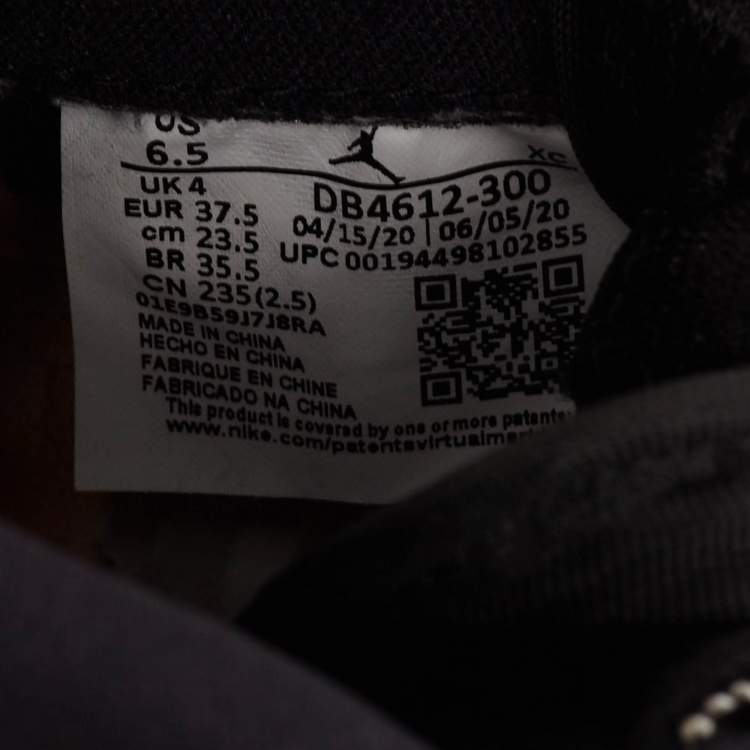 US
6.5
XC
UK 4
EUR 37.5
cm 23.5
BR 35.5
CN 235(2.5)
DB4612-300
04/15/20 | 06/05/20
UPC 00194498102855
01E9B59J7J8RA
MADE IN CHINA
HECHO EN CHINA
FABRIQUE EN CHINE
FABRICADO NA CHINA
This product is covered by one or more patents
www.nike.com/patentsvirtualmar